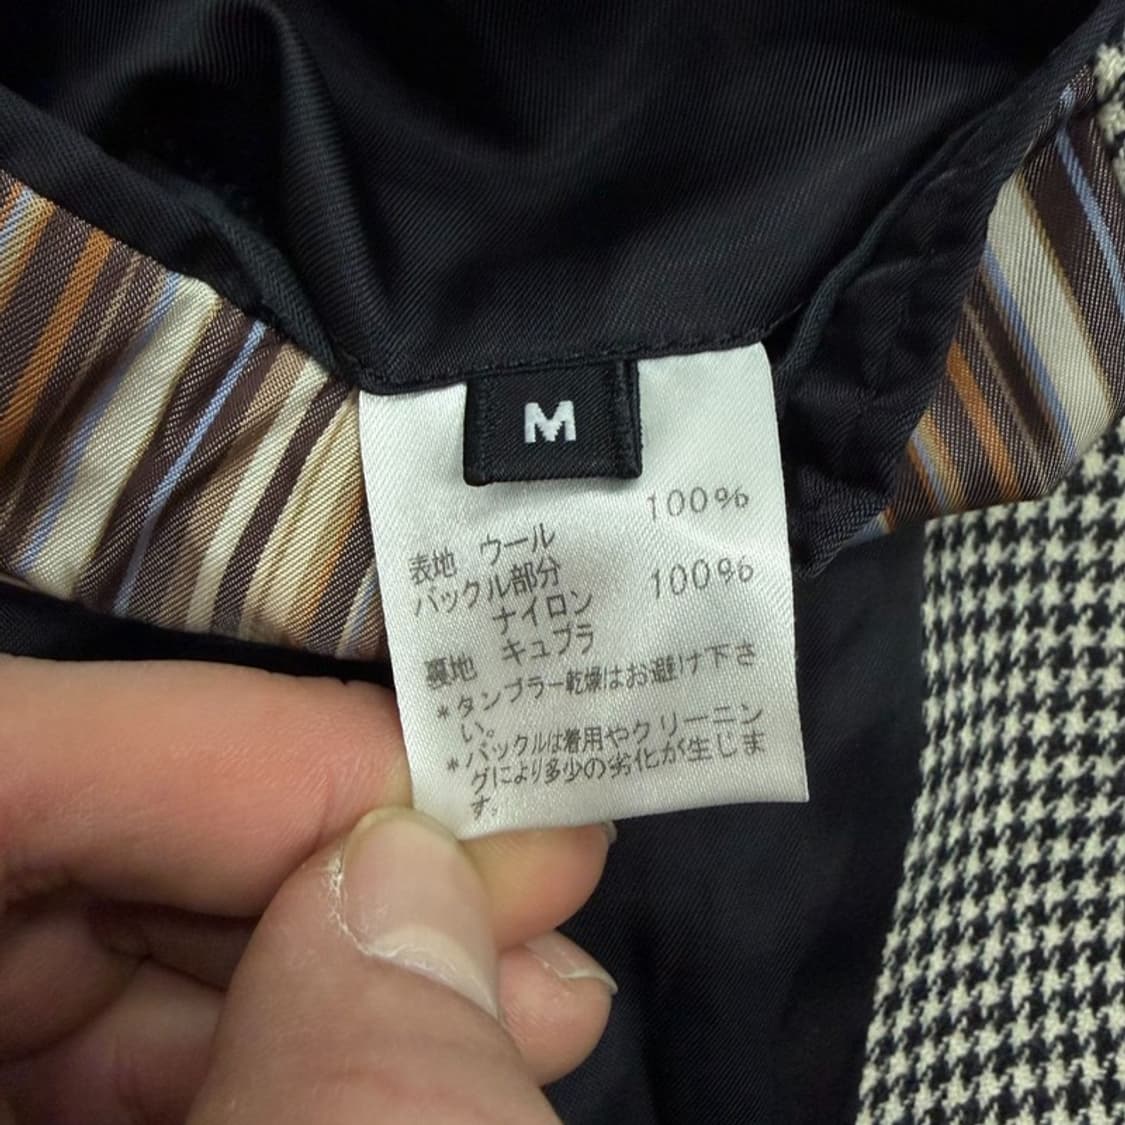 M
表地 ウール 100%
バックル部分
ナイロン 100%
裏地 キュプラ
*タンブラー乾燥はお避け下さ
い。
*バックルは着用やクリーニン
グにより多少の劣化が生じま
す。